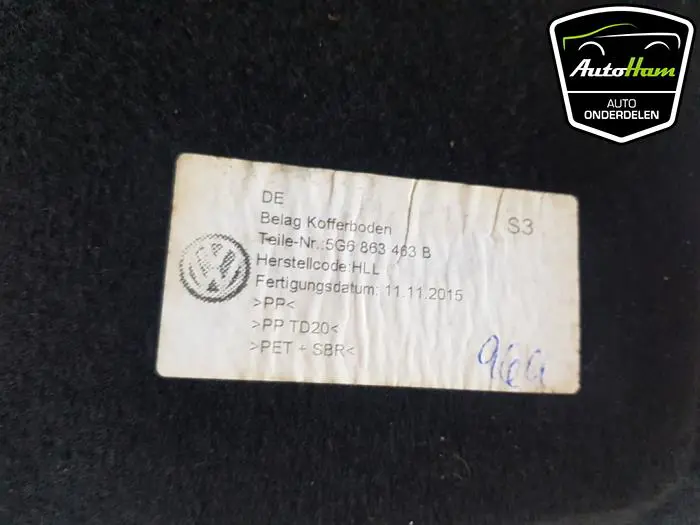 AutoHam
AUTO
ONDERDELEN
DE
S3
Belag Kofferboden
Teile-Nr.:5G6 863 463 B
Herstellcode:HLL
Fertigungsdatum: 11.11.2015
>PP<
>PP TD20<
>PET + SBR<